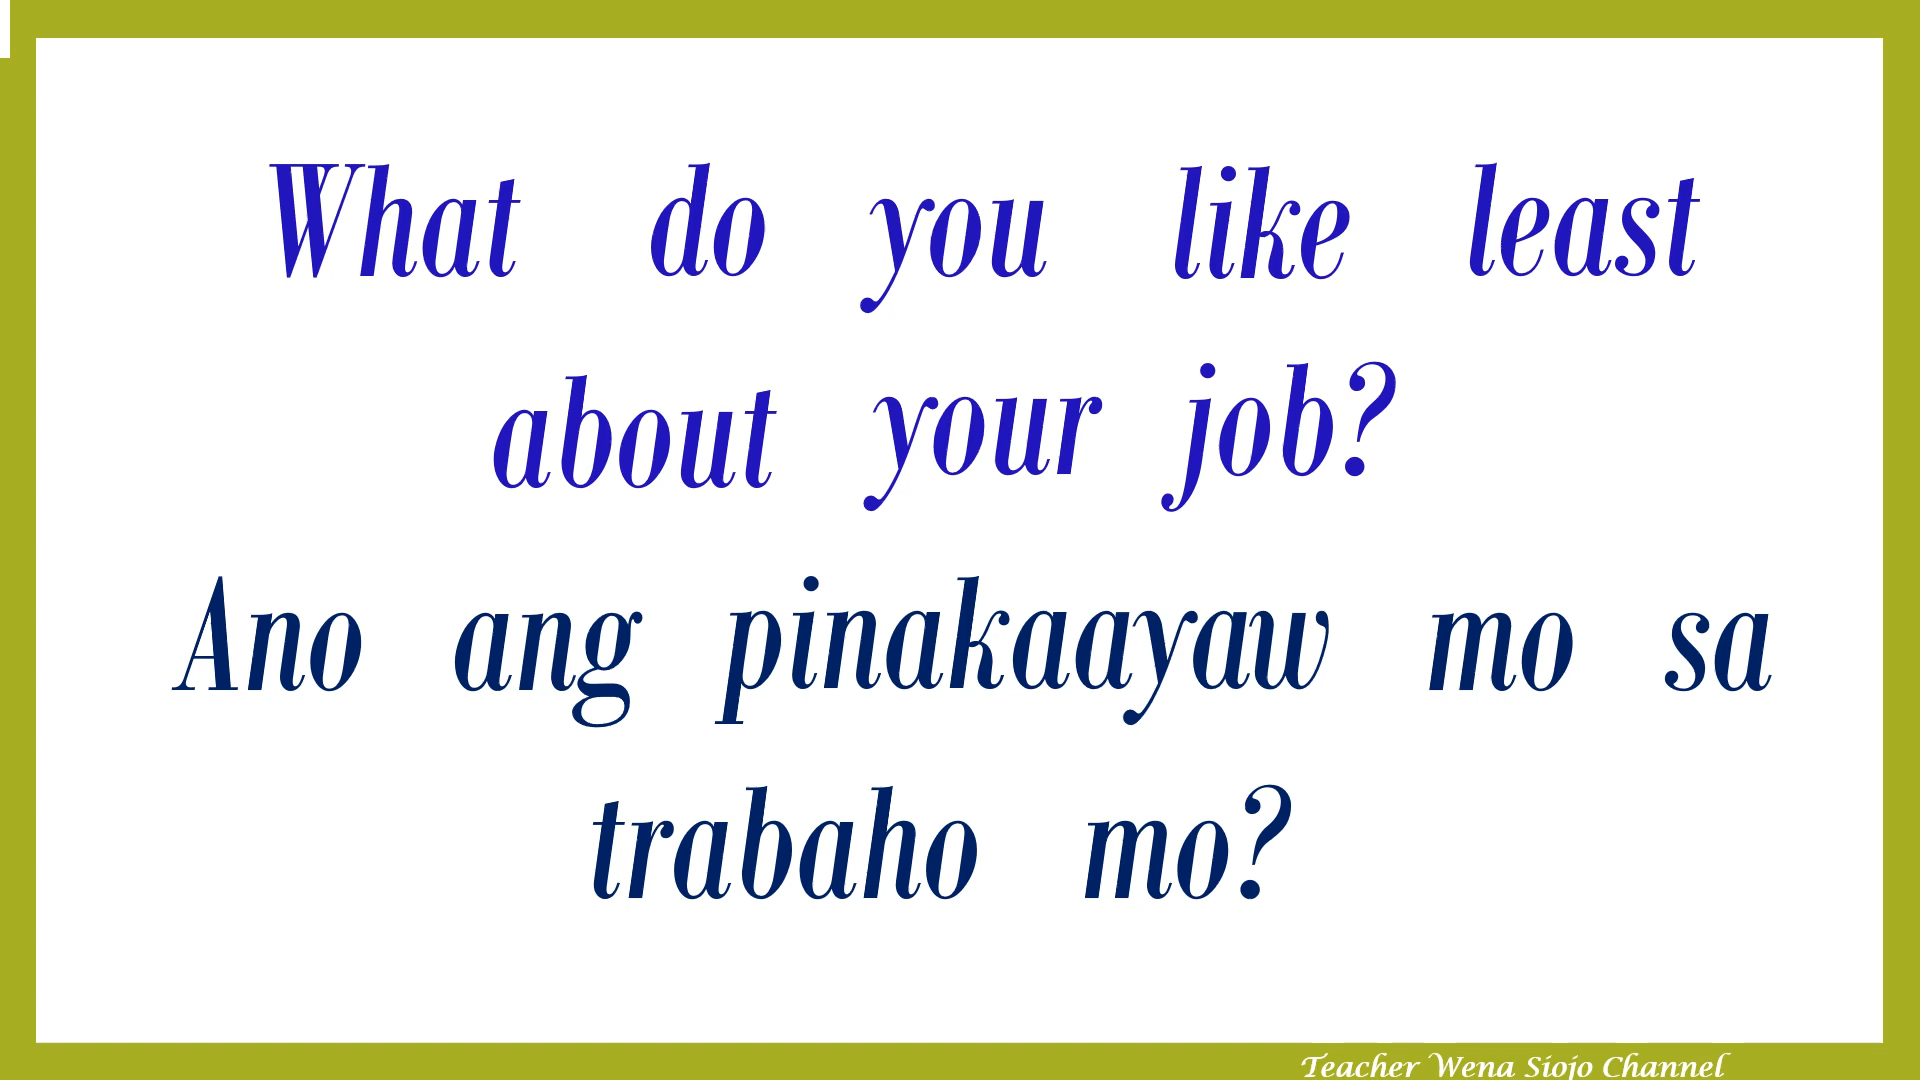 What do you like least
about your job?
Ano ang pinakaayaw mo sa
trabaho mo?
Teacher Wena Siojo Channel